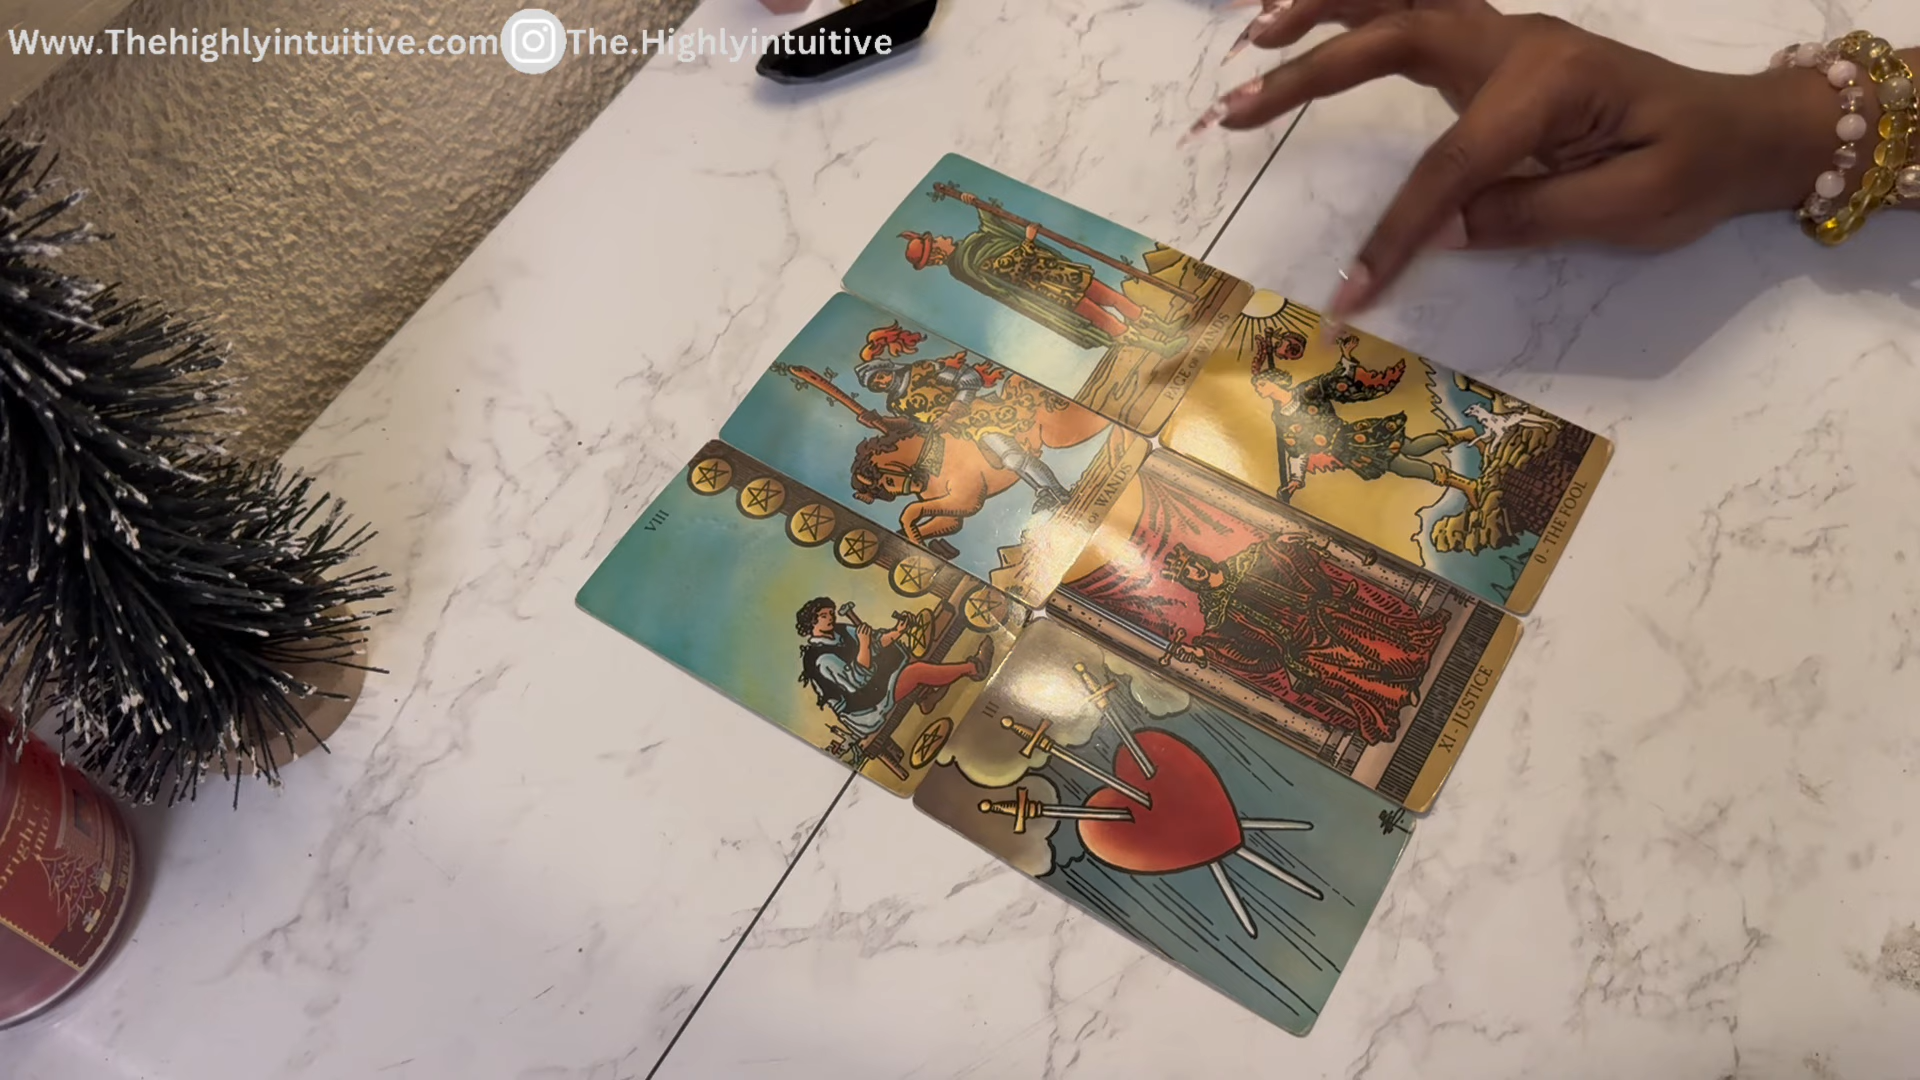 Www.Thehighlyintuitive.com The.Highlyintuitive
PAGE OF WANDS
OF WANDS
0 - THE FOOL
VIII
XI - JUSTICE
III